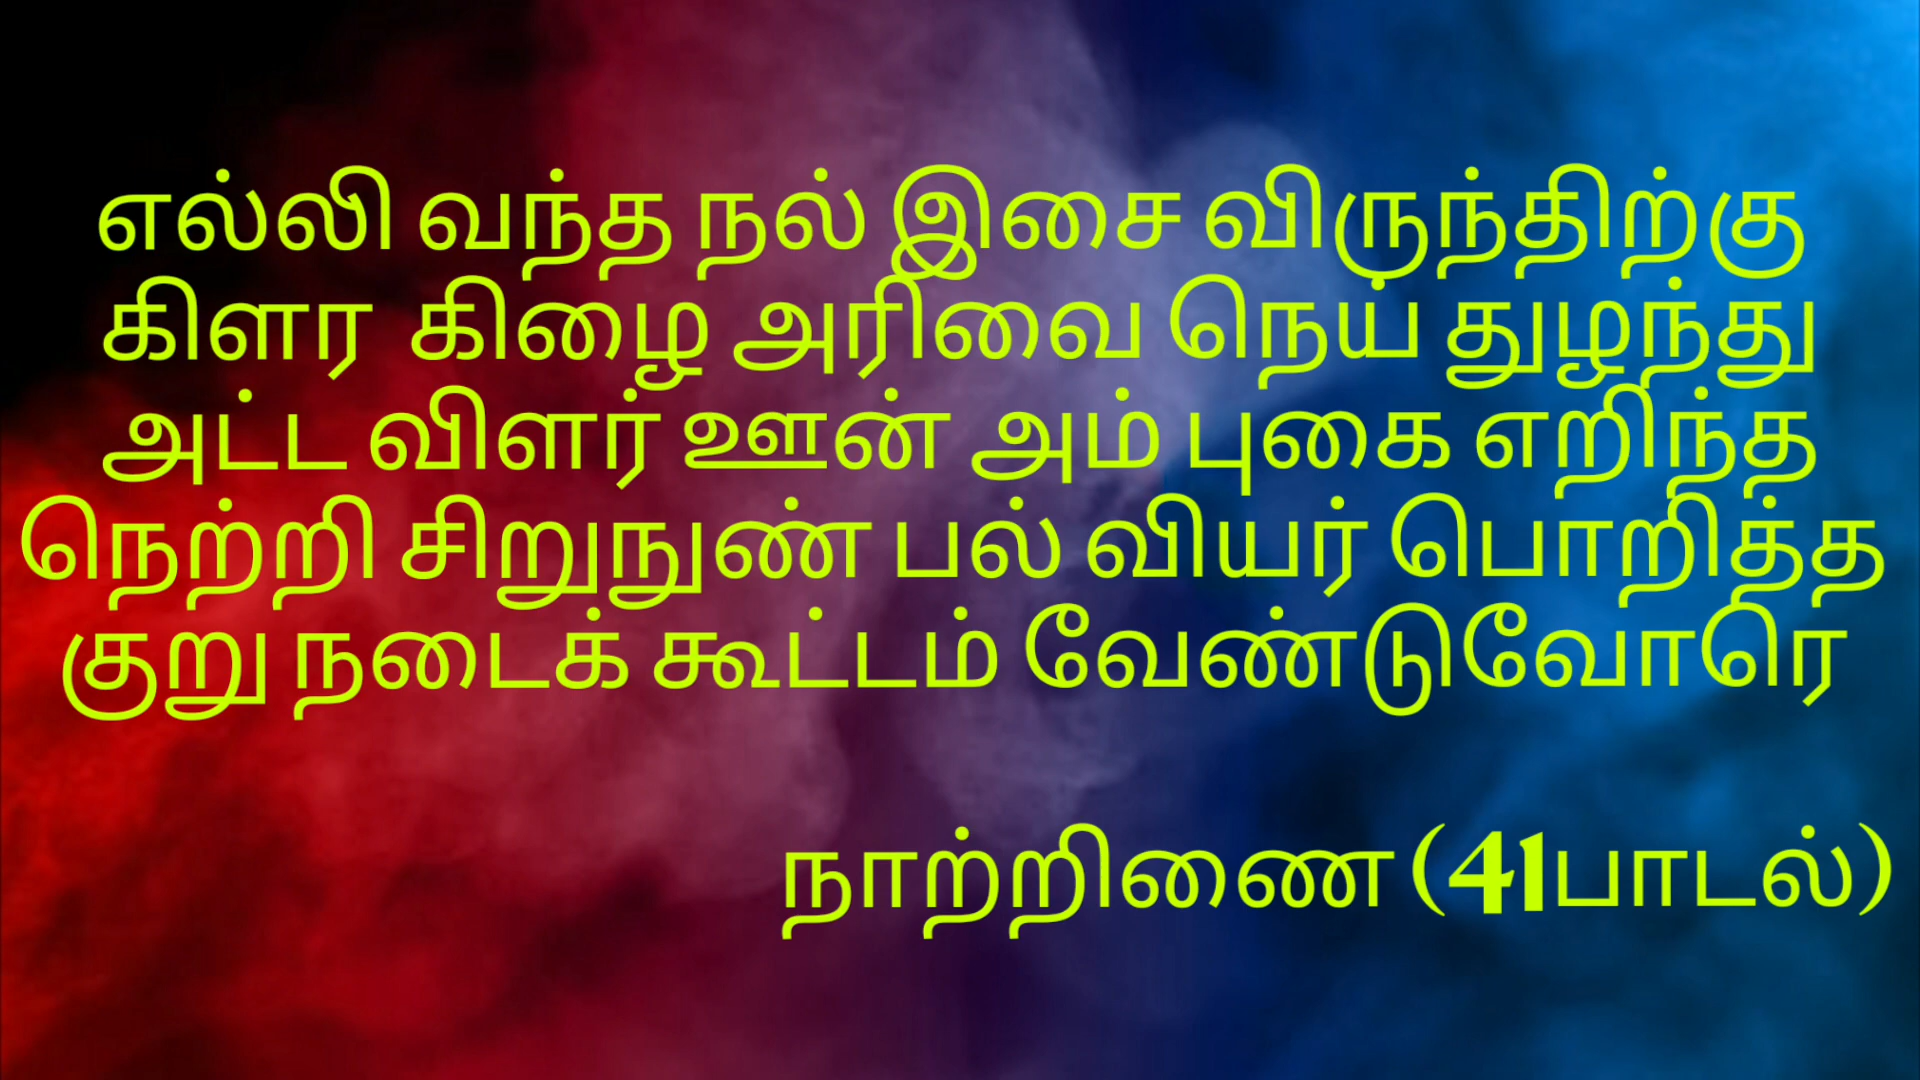 எல்லி வந்த நல் இசை விருந்திற்கு
கிளர கிழை அரிவை நெய் துழந்து
அட்ட விளர் ஊன் அம் புகை எறிந்த
நெற்றி சிறுநுண் பல் வியர் பொறித்த
குறு நடைக் கூட்டம் வேண்டுவோரெ
நாற்றிணை (41பாடல்)